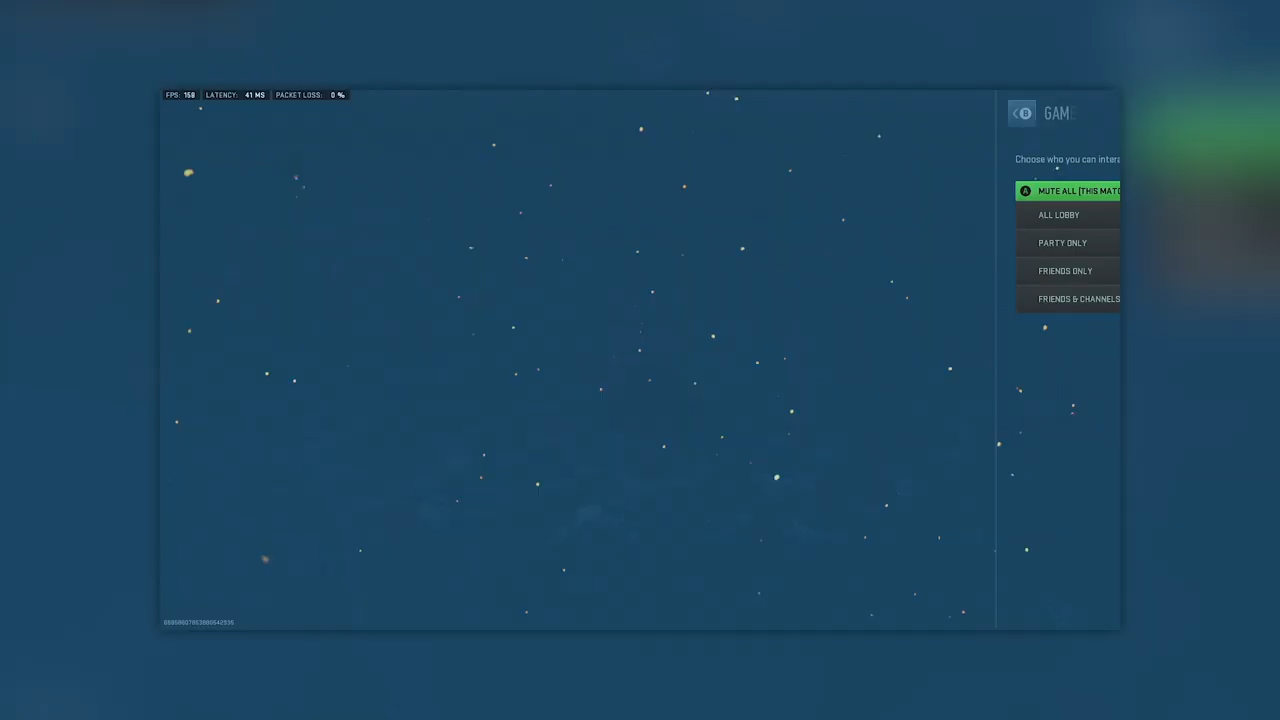 FPS: 158 LATENCY: 41 MS PACKET LOSS: 0 %
B GAME
Choose who you can intera
A MUTE ALL (THIS MATC
ALL LOBBY
PARTY ONLY
FRIENDS ONLY
FRIENDS & CHANNELS